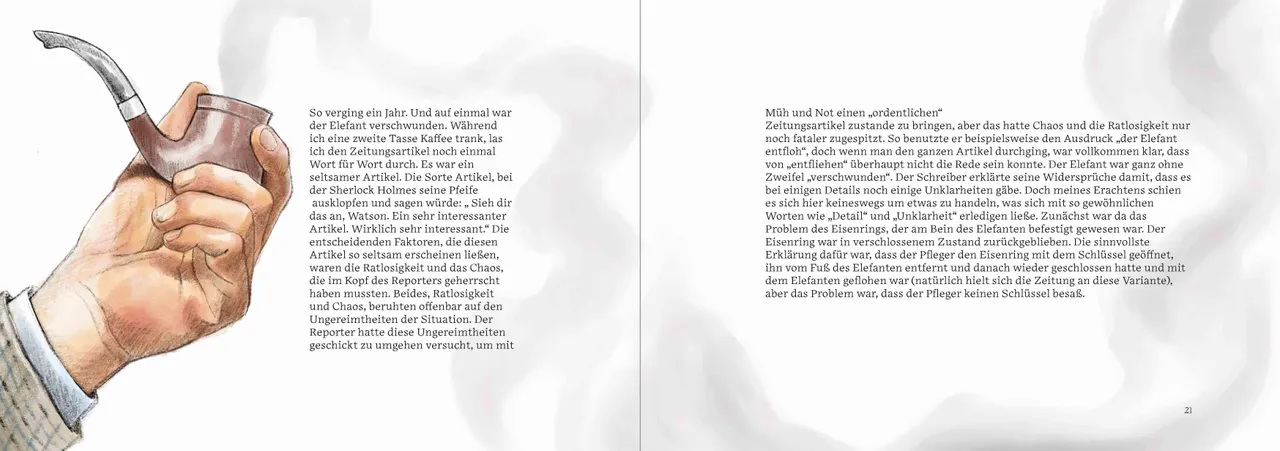 So verging ein Jahr. Und auf einmal war
der Elefant verschwunden. Während
ich eine zweite Tasse Kaffee trank, las
ich den Zeitungsartikel noch einmal
Wort für Wort durch. Es war ein
seltsamer Artikel. Die Sorte Artikel, bei
der Sherlock Holmes seine Pfeife
ausklopfen und sagen würde: „ Sieh dir
das an, Watson. Ein sehr interessanter
Artikel. Wirklich sehr interessant.“ Die
entscheidenden Faktoren, die diesen
Artikel so seltsam erscheinen ließen,
waren die Ratlosigkeit und das Chaos,
die im Kopf des Reporters geherrscht
haben mussten. Beides, Ratlosigkeit
und Chaos, beruhten offenbar auf den
Ungereimtheiten der Situation. Der
Reporter hatte diese Ungereimtheiten
geschickt zu umgehen versucht, um mit
Müh und Not einen „ordentlichen“
Zeitungsartikel zustande zu bringen, aber das hatte Chaos und die Ratlosigkeit nur
noch fataler zugespitzt. So benutzte er beispielsweise den Ausdruck „der Elefant
entfloh“, doch wenn man den ganzen Artikel durchging, war vollkommen klar, dass
von „entfliehen“ überhaupt nicht die Rede sein konnte. Der Elefant war ganz ohne
Zweifel „verschwunden“. Der Schreiber erklärte seine Widersprüche damit, dass es
bei einigen Details noch einige Unklarheiten gäbe. Doch meines Erachtens schien
es sich hier keineswegs um etwas zu handeln, was sich mit so gewöhnlichen
Worten wie „Detail“ und „Unklarheit“ erledigen ließe. Zunächst war da das
Problem des Eisenrings, der am Bein des Elefanten befestigt gewesen war. Der
Eisenring war in verschlossenem Zustand zurückgeblieben. Die sinnvollste
Erklärung dafür war, dass der Pfleger den Eisenring mit dem Schlüssel geöffnet,
ihn vom Fuß des Elefanten entfernt und danach wieder geschlossen hatte und mit
dem Elefanten geflohen war (natürlich hielt sich die Zeitung an diese Variante),
aber das Problem war, dass der Pfleger keinen Schlüssel besaß.
21